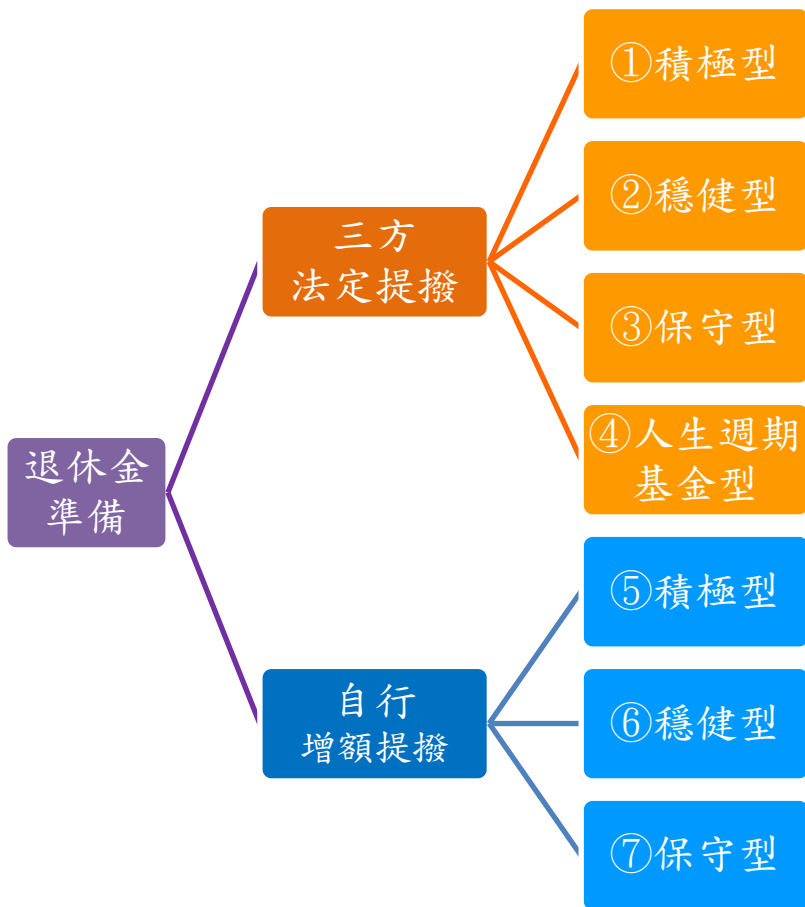 退休金
準備
三方
法定提撥
①積極型
②穩健型
③保守型
④人生週期
基金型
自行
增額提撥
⑤積極型
⑥穩健型
⑦保守型